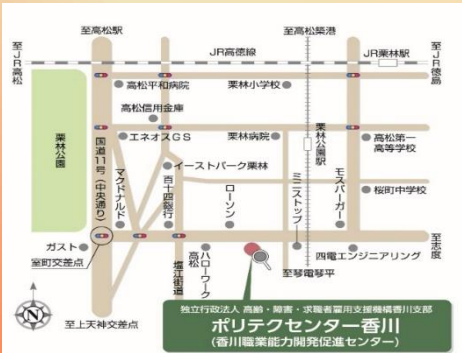 至高松駅
至高松築港
至JR高松
JR高徳線
JR栗林駅
至JR徳島
高松平和病院
栗林小学校
高松信用金庫
栗林公園
国道11号(中央通り)
エネオスGS
栗林病院
栗林公園駅
高松第一
高等学校
マクドナルド
イーストパーク栗林
百十四銀行
ローソン
ミニストップ
モスバーガー
桜町中学校
ガスト
室町交差点
塩江街道
ハローワーク
高松
至琴電琴平
四電エンジニアリング
至志度
N
至上天神交差点
独立行政法人 高齢・障害・求職者雇用支援機構香川支部
ポリテクセンター香川
(香川職業能力開発促進センター)